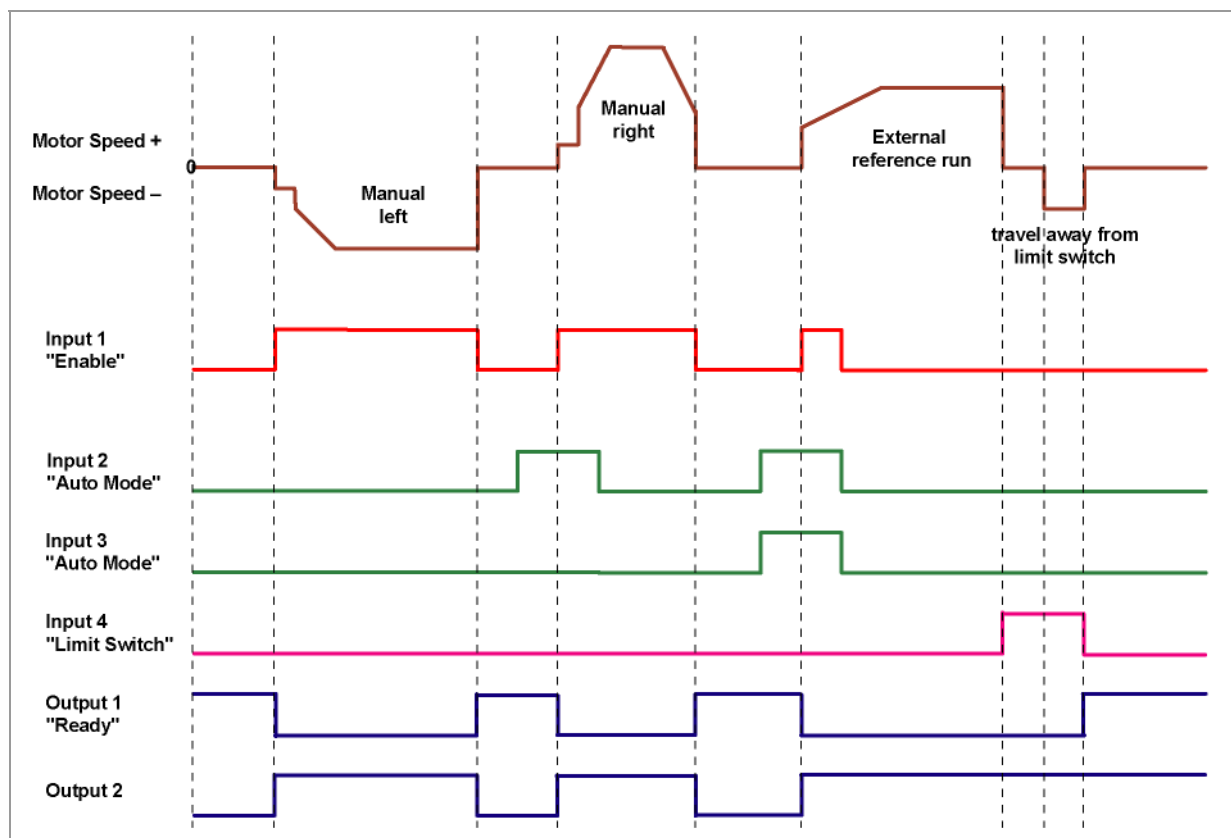 Motor Speed +
0
Motor Speed –
Manual
left
Manual
right
External
reference run
travel away from
limit switch
Input 1
"Enable"
Input 2
"Auto Mode"
Input 3
"Auto Mode"
Input 4
"Limit Switch"
Output 1
"Ready"
Output 2